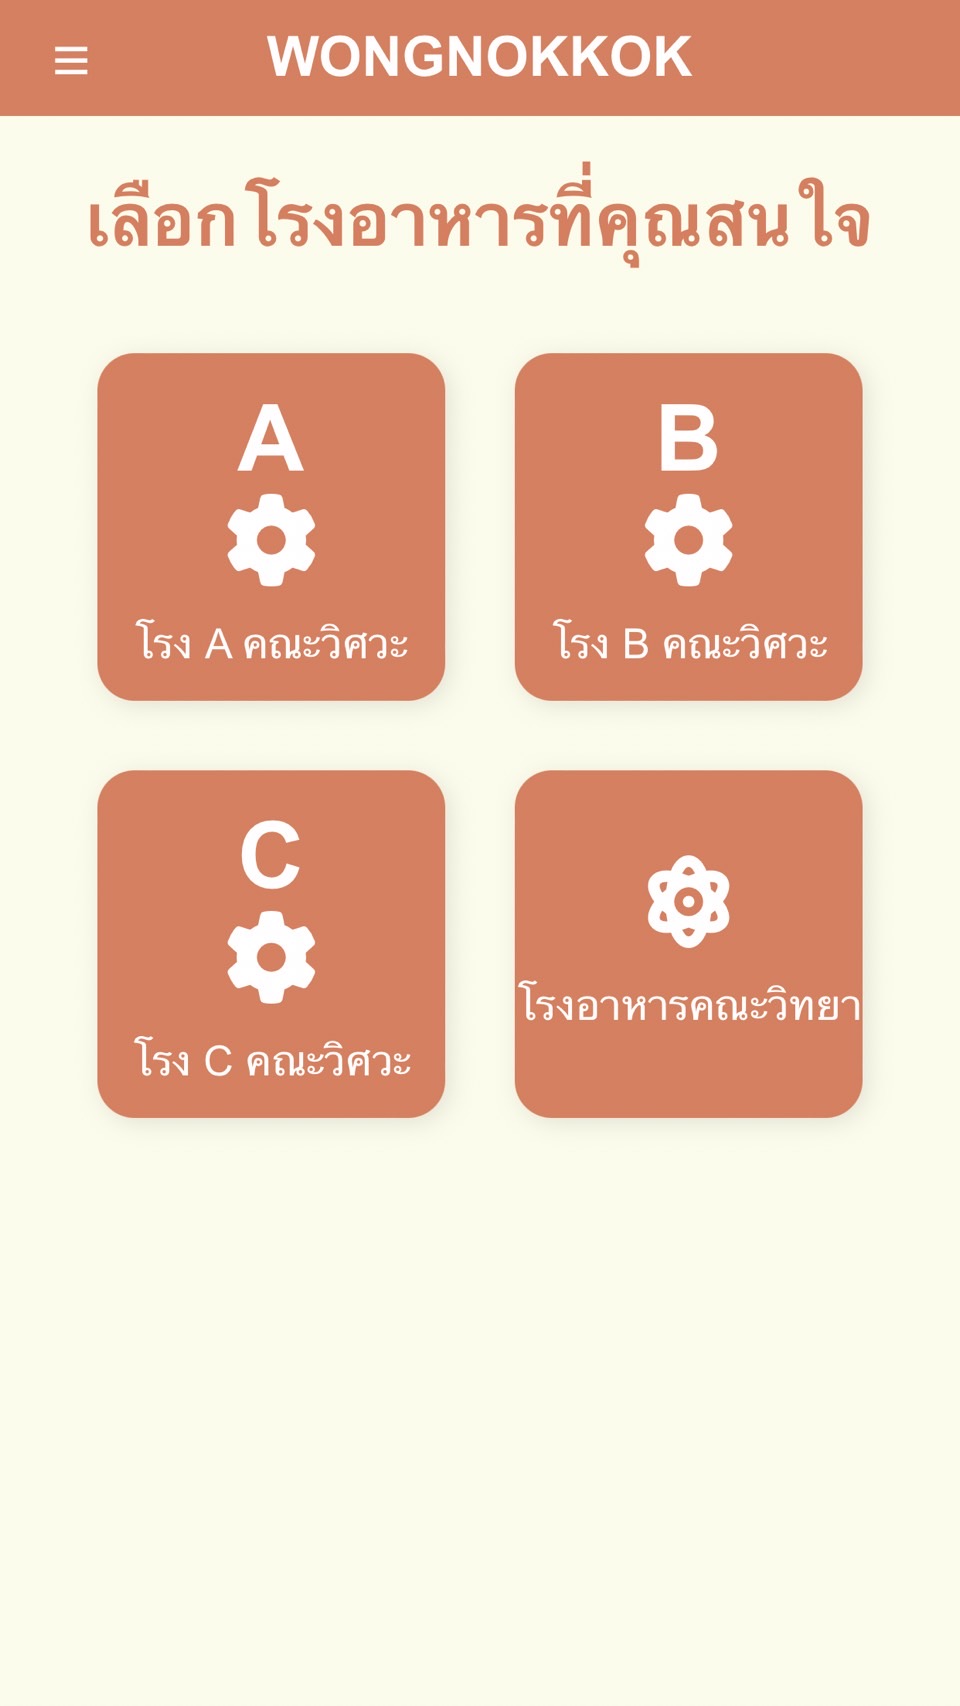 WONGNOKKOK
เลือกโรงอาหารที่คุณสนใจ
A
B
โรง A คณะวิศวะ
โรง B คณะวิศวะ
C
โรง C คณะวิศวะ
โรงอาหารคณะวิทยา